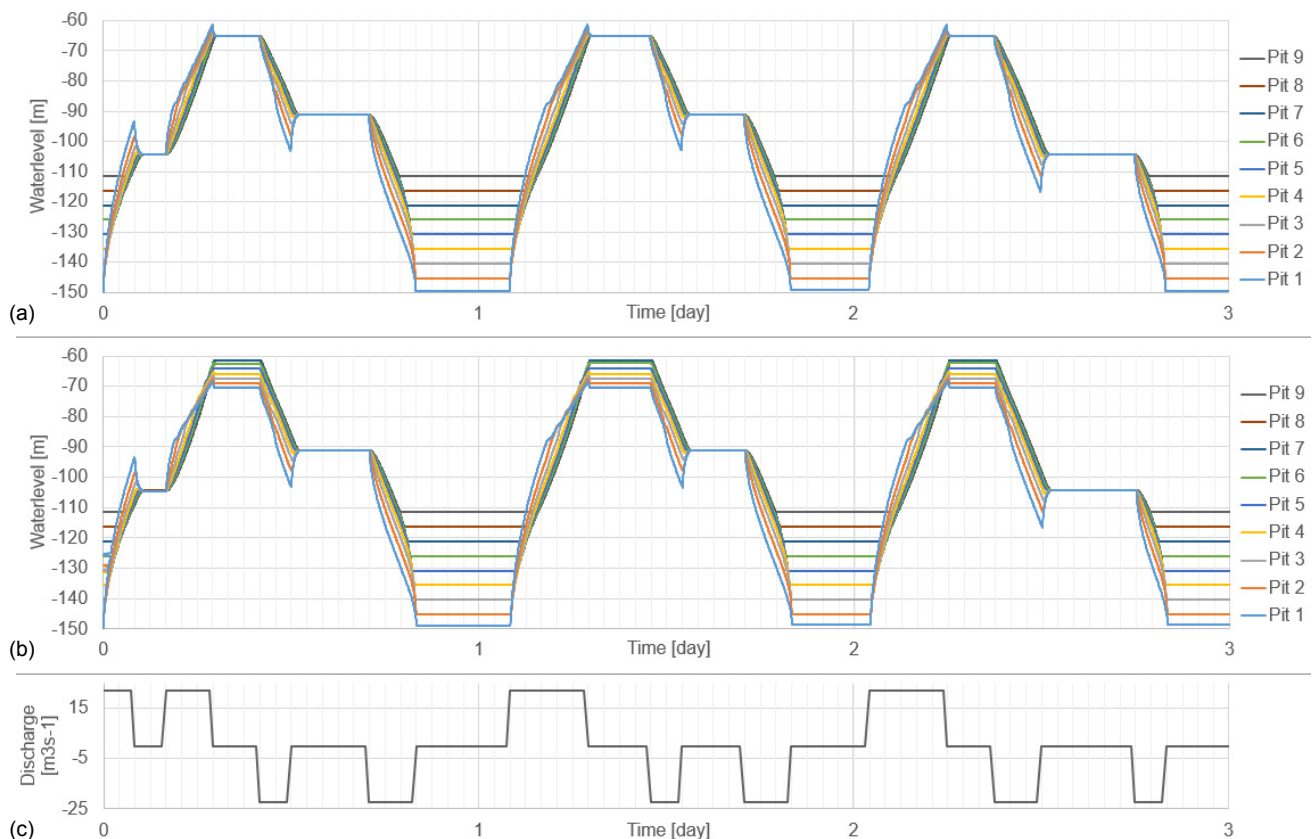 -60
-70
-80
-90
-100
-110
-120
-130
-140
-150
Waterlevel [m]
Pit 9
Pit 8
Pit 7
Pit 6
Pit 5
Pit 4
Pit 3
Pit 2
Pit 1
(a)
0 1 Time [day] 2 3
-60
-70
-80
-90
-100
-110
-120
-130
-140
-150
Waterlevel [m]
Pit 9
Pit 8
Pit 7
Pit 6
Pit 5
Pit 4
Pit 3
Pit 2
Pit 1
(b)
0 1 Time [day] 2 3
Discharge
[m3s-1]
15
-5
-25
(c)
0 1 Time [day] 2 3